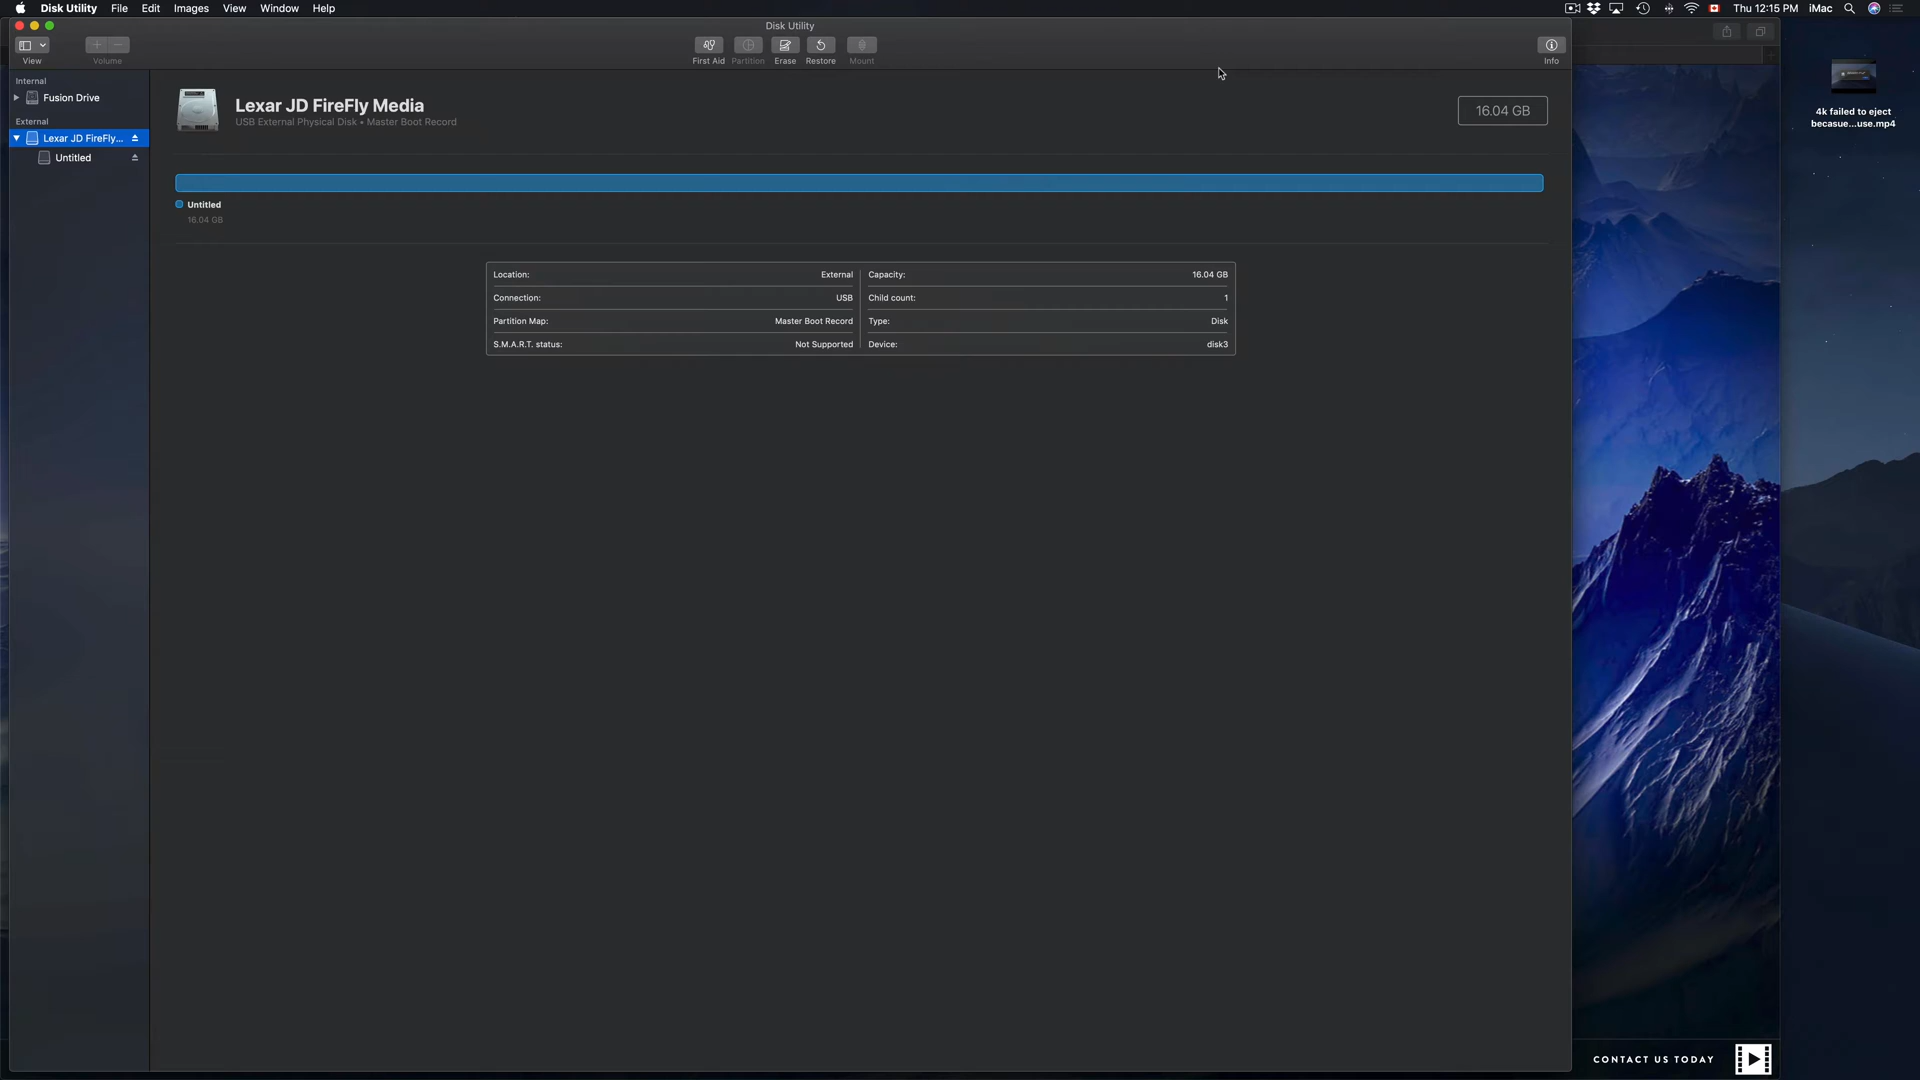 Disk Utility File Edit Images View Window Help Thu 12:15 PM iMac
Disk Utility
View Volume First Aid Partition Erase Restore Mount Info
Internal
Fusion Drive
External
Lexar JD FireFly...
Untitled
Lexar JD FireFly Media
USB External Physical Disk • Master Boot Record
16.04 GB
Untitled
16.04 GB
Location: External Capacity: 16.04 GB
Connection: USB Child count: 1
Partition Map: Master Boot Record Type: Disk
S.M.A.R.T. status: Not Supported Device: disk3
4k failed to eject
becasue...use.mp4
CONTACT US TODAY